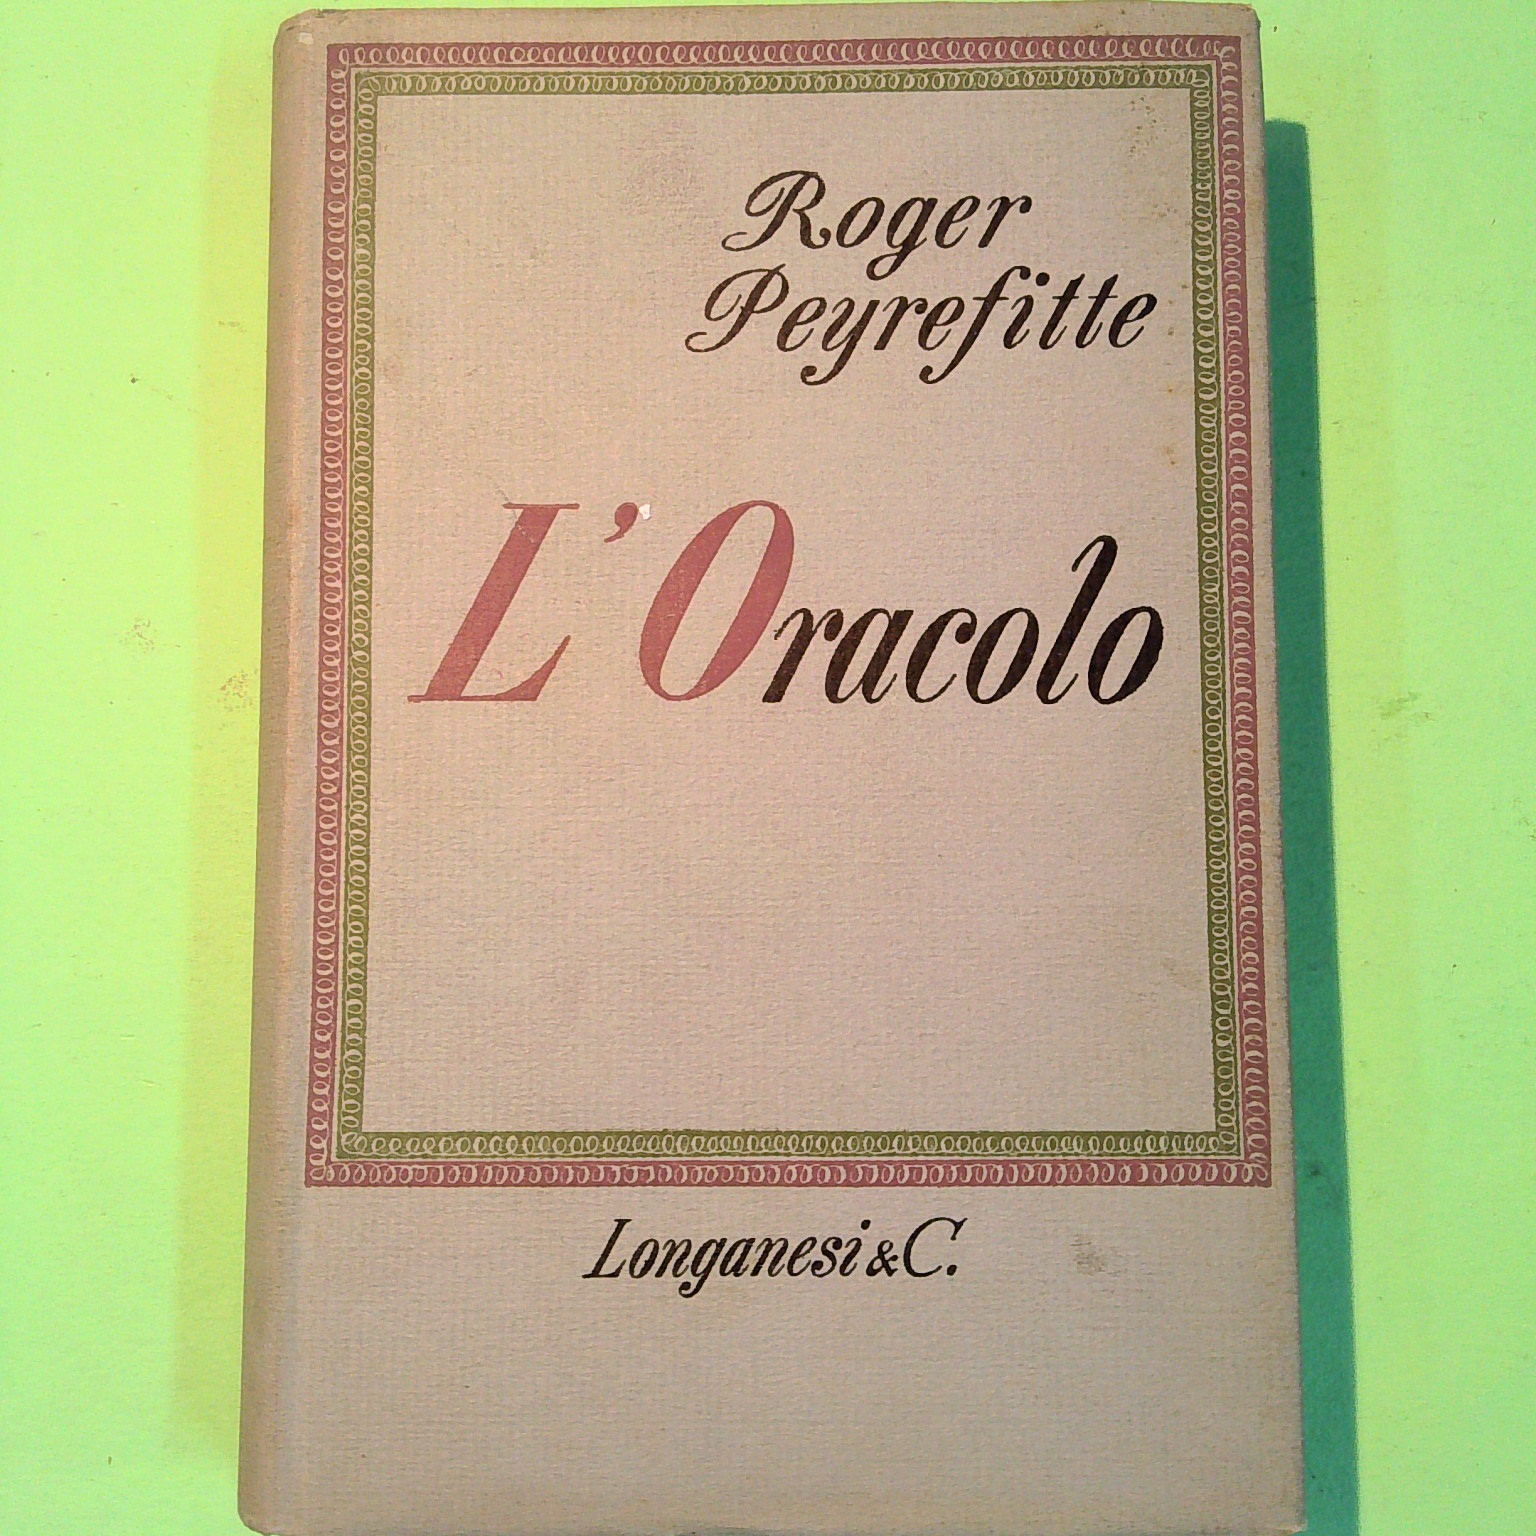 Roger
Peyrefitte
L'Oracolo
Longanesi & C.